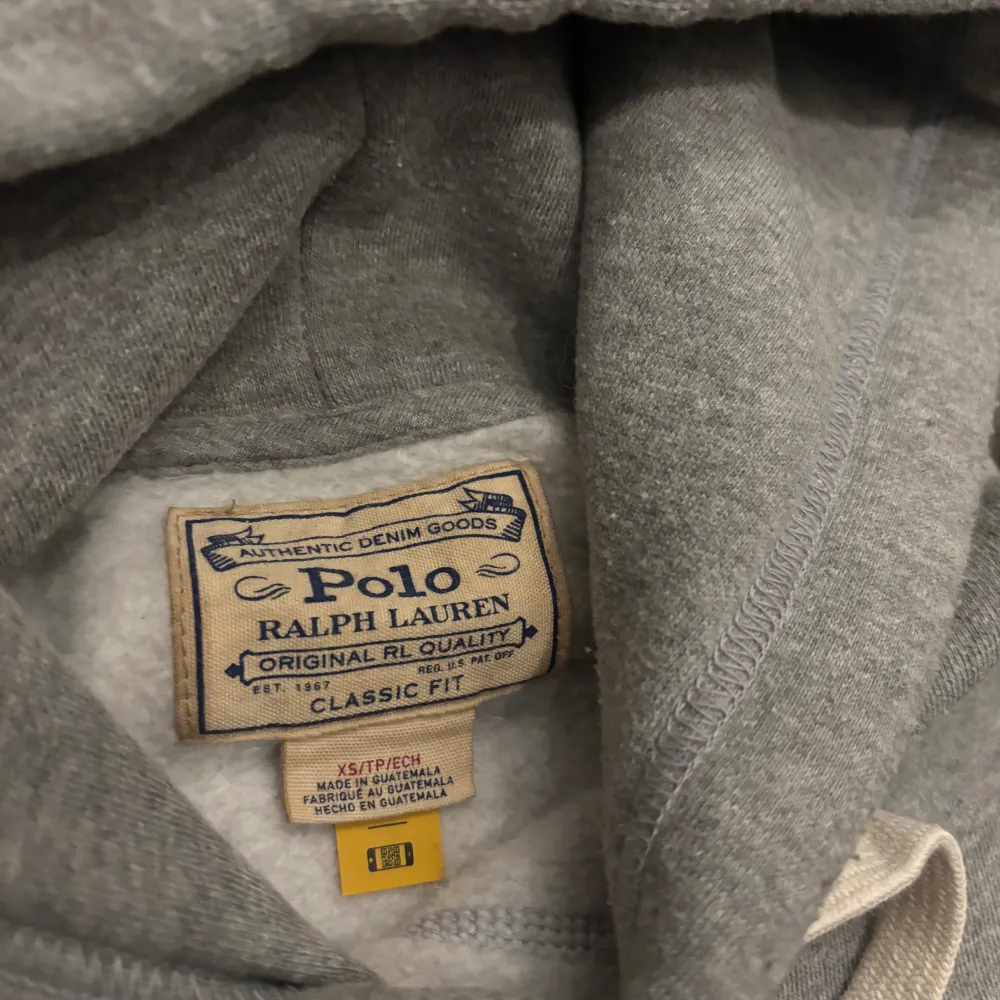 AUTHENTIC DENIM GOODS
Polo
RALPH LAUREN
ORIGINAL RL QUALITY
EST. 1967 REG. U.S. PAT. OFF
CLASSIC FIT
XS/TP/ECH
MADE IN GUATEMALA
FABRIQUÉ AU GUATEMALA
HECHO EN GUATEMALA